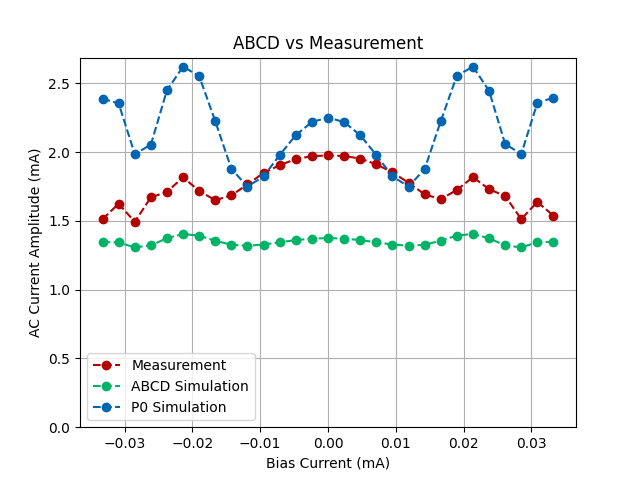 ABCD vs Measurement
AC Current Amplitude (mA)
2.5
2.0
1.5
1.0
0.5
0.0
Measurement
ABCD Simulation
P0 Simulation
−0.03
−0.02
−0.01
0.00
0.01
0.02
0.03
Bias Current (mA)